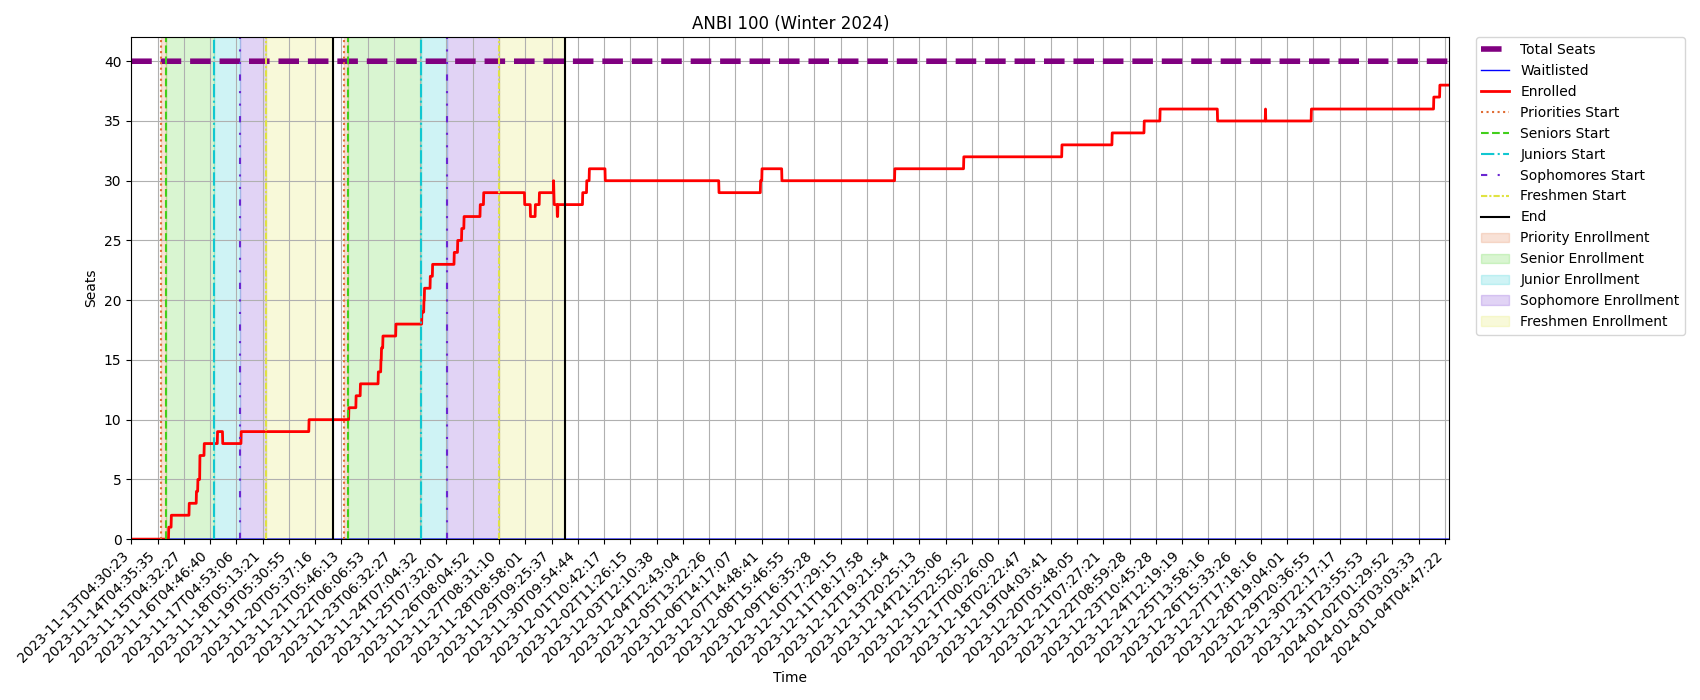 ANBI 100 (Winter 2024)
Total Seats
Waitlisted
Enrolled
Priorities Start
Seniors Start
Juniors Start
Sophomores Start
Freshmen Start
End
Priority Enrollment
Senior Enrollment
Junior Enrollment
Sophomore Enrollment
Freshmen Enrollment
Seats
40
35
30
25
20
15
10
5
0
2023-11-13T04:30:23
2023-11-14T04:35:35
2023-11-15T04:32:27
2023-11-16T04:46:40
2023-11-17T04:53:06
2023-11-18T05:13:21
2023-11-19T05:30:55
2023-11-20T05:37:16
2023-11-21T05:46:13
2023-11-22T06:06:53
2023-11-23T06:32:27
2023-11-24T07:04:32
2023-11-25T07:32:01
2023-11-26T08:04:52
2023-11-27T08:31:10
2023-11-28T08:58:01
2023-11-29T09:25:37
2023-11-30T09:54:44
2023-12-01T10:42:17
2023-12-02T11:26:15
2023-12-03T12:10:38
2023-12-04T12:43:04
2023-12-05T13:22:26
2023-12-06T14:17:07
2023-12-07T14:48:41
2023-12-08T15:46:55
2023-12-09T16:35:28
2023-12-10T17:29:15
2023-12-11T18:17:58
2023-12-12T19:21:54
2023-12-13T20:25:13
2023-12-14T21:25:06
2023-12-15T22:52:52
2023-12-17T00:26:00
2023-12-18T02:22:47
2023-12-19T04:03:41
2023-12-20T05:48:05
2023-12-21T07:27:21
2023-12-22T08:59:28
2023-12-23T10:45:28
2023-12-24T12:19:19
2023-12-25T13:58:16
2023-12-26T15:33:26
2023-12-27T17:18:16
2023-12-28T19:04:01
2023-12-29T20:36:55
2023-12-30T22:17:17
2023-12-31T23:55:53
2024-01-02T01:29:52
2024-01-03T03:03:33
2024-01-04T04:47:22
Time